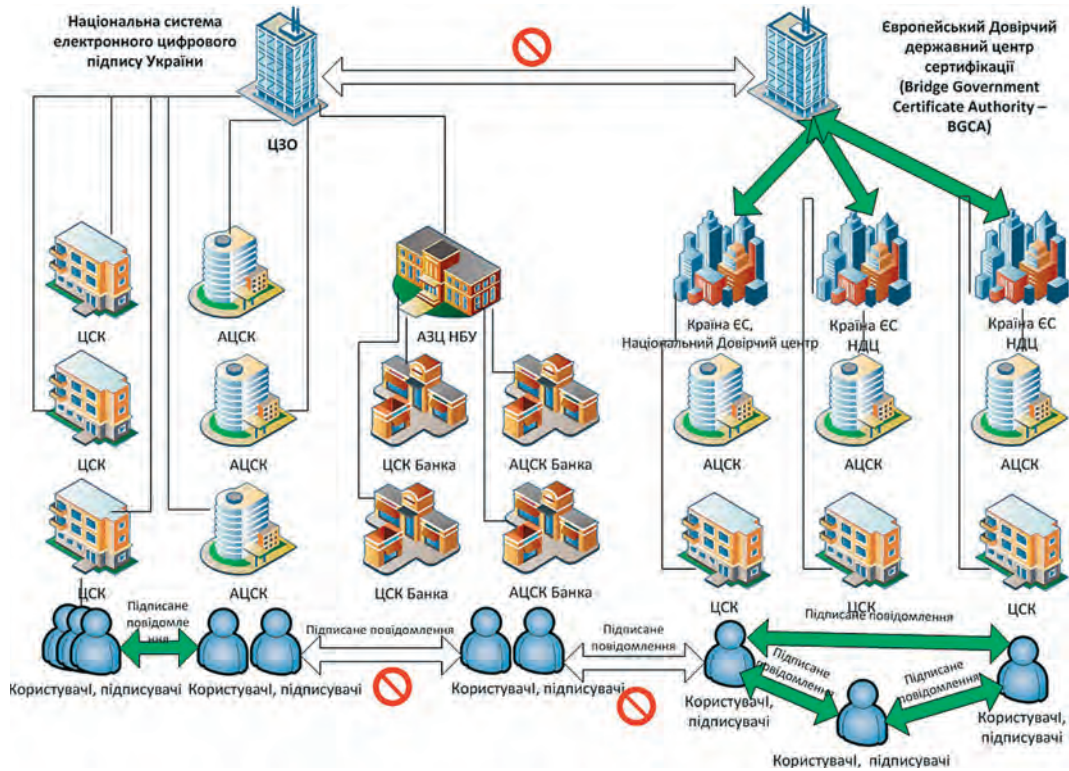 Національна система
електронного цифрового
підпису України
Європейський Довірчий
державний центр
сертифікації
(Bridge Government
Certificate Authority –
BGCA)
ЦЗО
ЦСК
АЦСК
АЗЦ НБУ
Країна ЄС,
Національний Довірчий центр
Країна ЄС
НДЦ
Країна ЄС
НДЦ
ЦСК
АЦСК
ЦСК Банка
АЦСК Банка
АЦСК
АЦСК
АЦСК
ЦСК
АЦСК
ЦСК Банка
АЦСК Банка
ЦСК
ЦСК
ЦСК
Підписане
повідомле
ння
Підписане повідомлення
Підписане
повідомлення
Підписане повідомлення
Підписане
повідомлення
Підписане
повідомлення
КористувачІ, підписувачі
КористувачІ, підписувачі
КористувачІ, підписувачі
КористувачІ,
підписувачі
КористувачІ,
підписувачі
КористувачІ, підписувачі